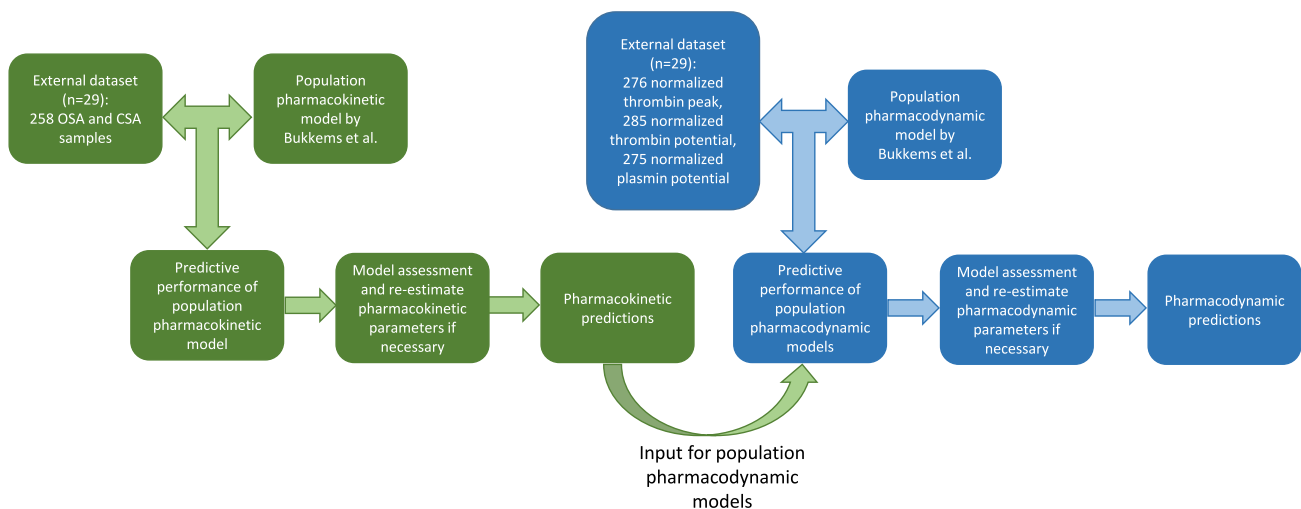 External dataset
(n=29):
258 OSA and CSA
samples
Population
pharmacokinetic
model by
Bukkems et al.
Predictive
performance of
population
pharmacokinetic
model
Model assessment
and re-estimate
pharmacokinetic
parameters if
necessary
Pharmacokinetic
predictions
External dataset
(n=29):
276 normalized
thrombin peak,
285 normalized
thrombin potential,
275 normalized
plasmin potential
Population
pharmacodynamic
model by
Bukkems et al.
Predictive
performance of
population
pharmacodynamic
models
Model assessment
and re-estimate
pharmacodynamic
parameters if
necessary
Pharmacodynamic
predictions
Input for population
pharmacodynamic
models